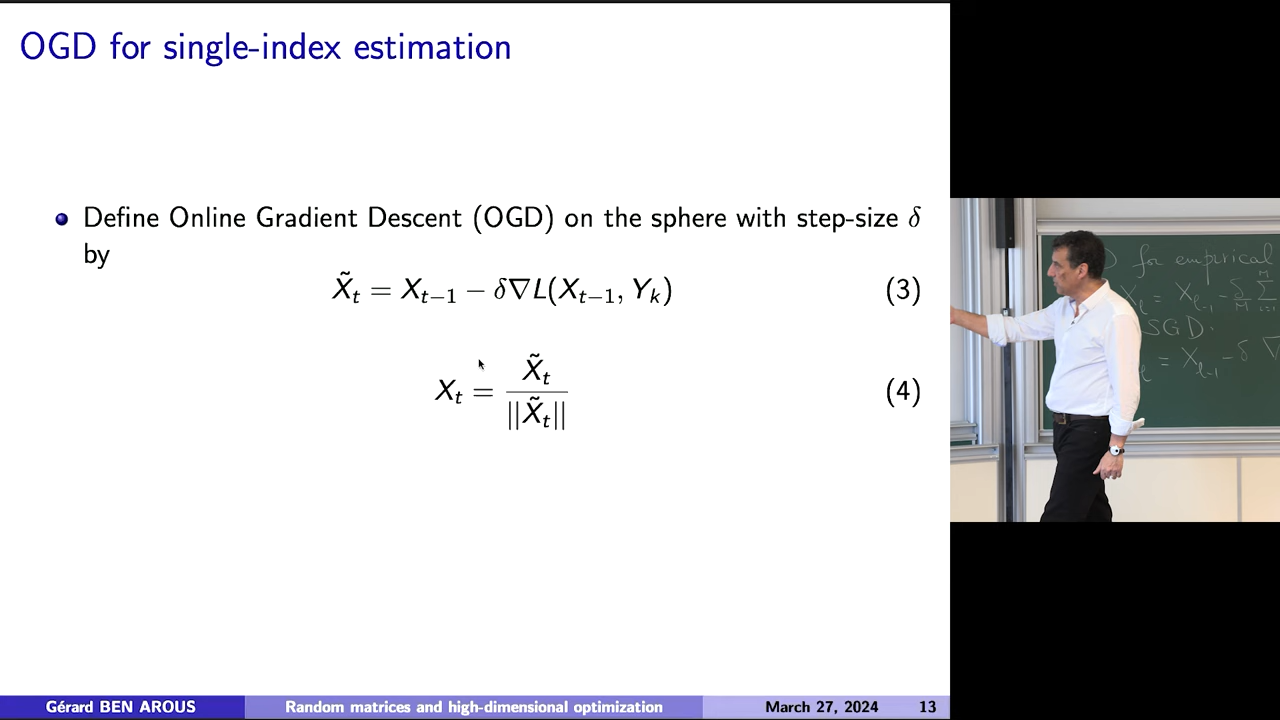 OGD for single-index estimation
Define Online Gradient Descent (OGD) on the sphere with step-size δ
by
X̃ₜ = Xₜ₋₁ − δ∇L(Xₜ₋₁, Yₖ) (3)
Xₜ = X̃ₜ / ||X̃ₜ|| (4)
for empirical
= X - δ/M Σ
SGD.
= X - δ ∇
Gérard BEN AROUS Random matrices and high-dimensional optimization March 27, 2024 13